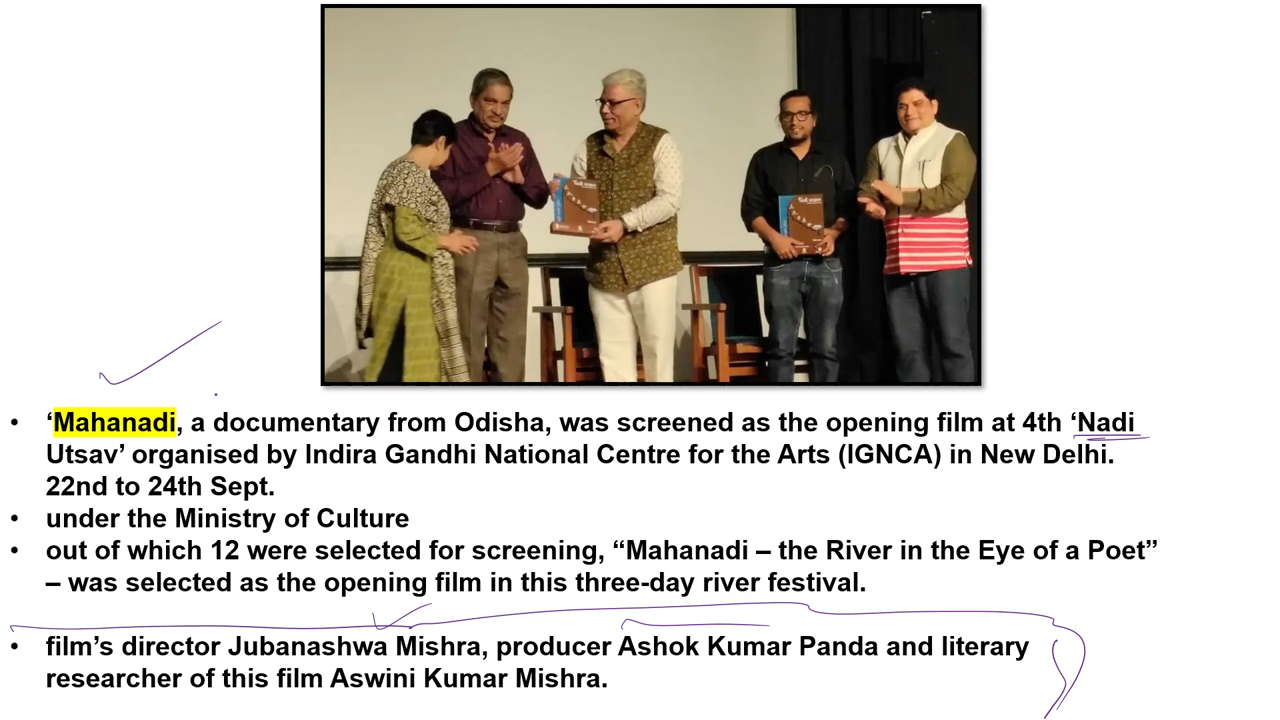 • ‘Mahanadi, a documentary from Odisha, was screened as the opening film at 4th ‘Nadi
Utsav’ organised by Indira Gandhi National Centre for the Arts (IGNCA) in New Delhi.
22nd to 24th Sept.
• under the Ministry of Culture
• out of which 12 were selected for screening, “Mahanadi – the River in the Eye of a Poet”
– was selected as the opening film in this three-day river festival.
• film’s director Jubanashwa Mishra, producer Ashok Kumar Panda and literary
researcher of this film Aswini Kumar Mishra.